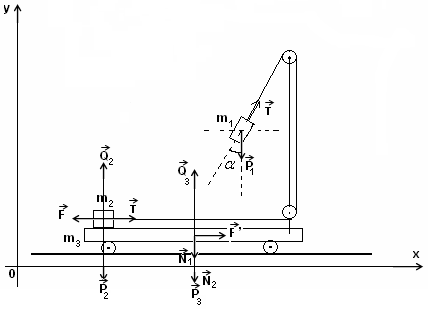 y
m₁
T
α
P₁
Q₂
Q₃
m₂
F
T
m₃
F'
N₁
0
x
P₂
N₂
P₃